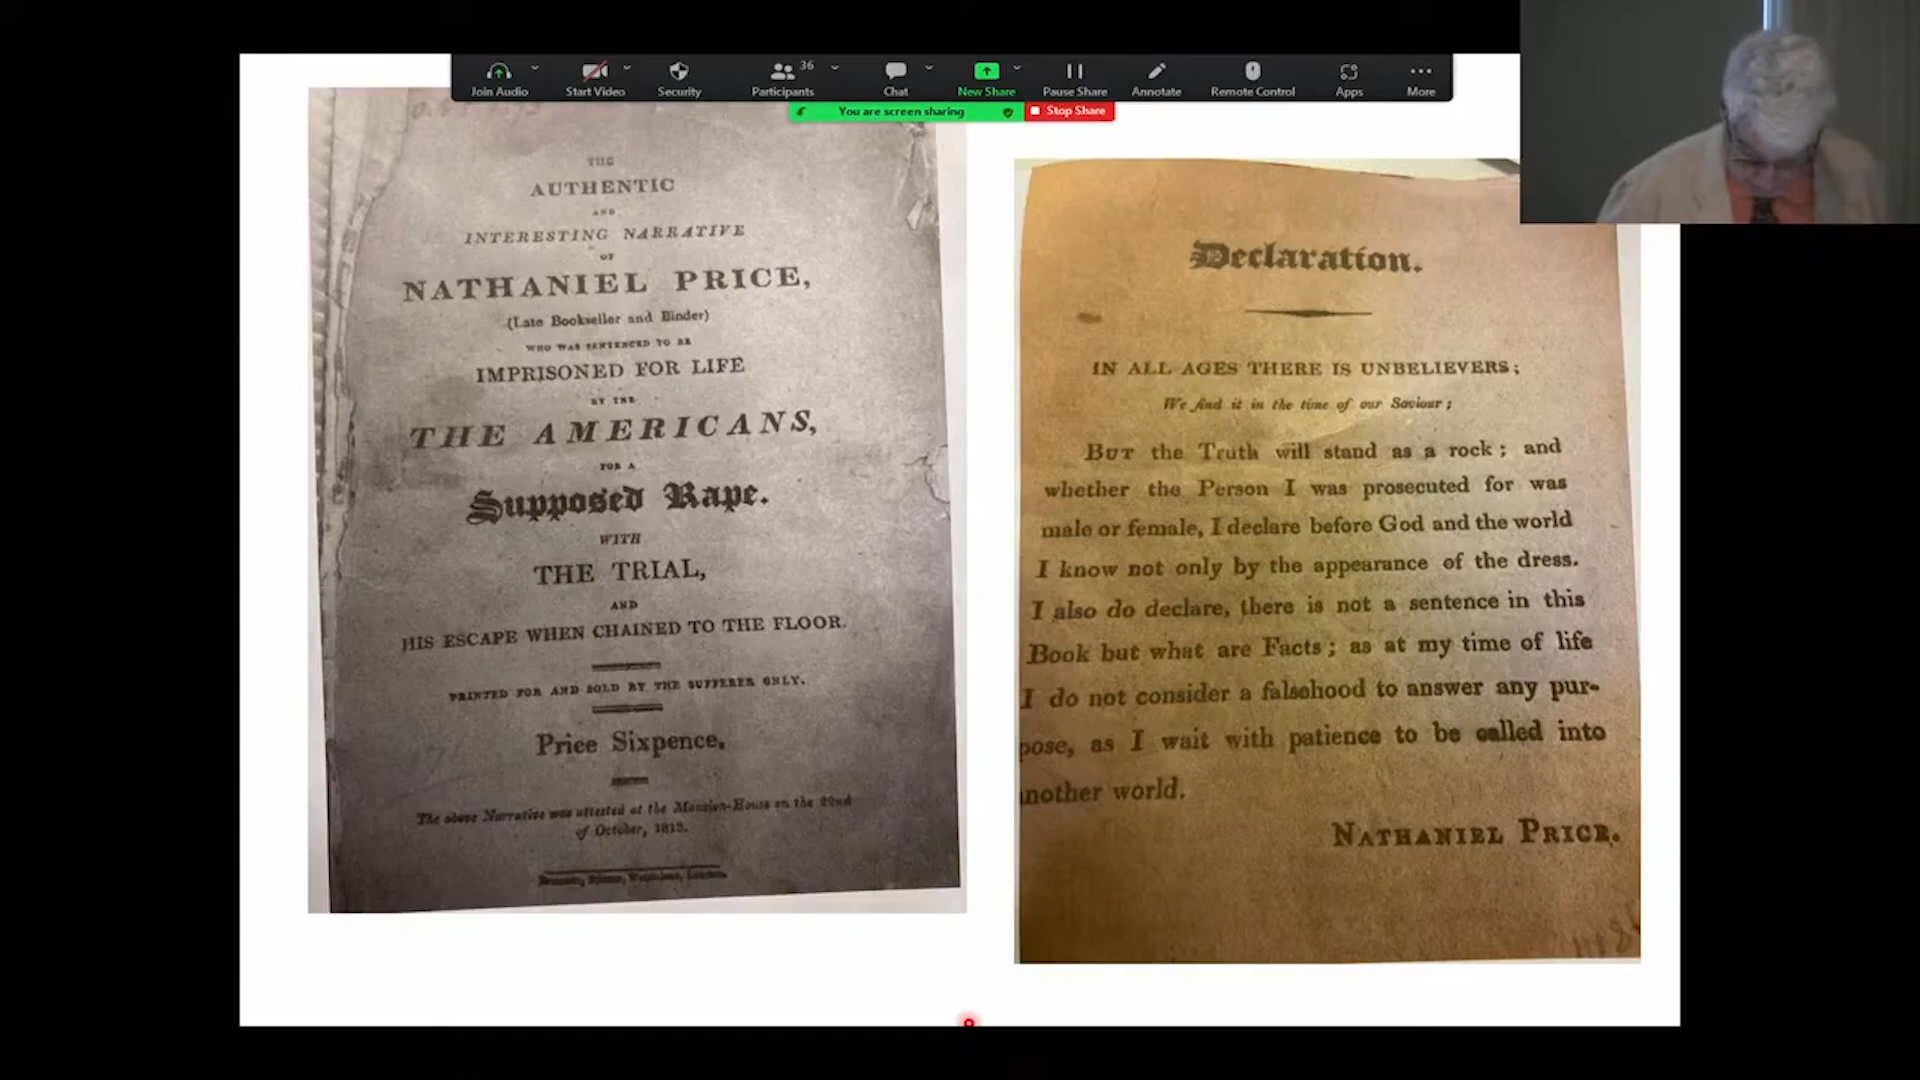 Join Audio
Start Video
Security
Participants
36
Chat
New Share
Pause Share
Annotate
Remote Control
Apps
More
You are screen sharing
Stop Share
THE
AUTHENTIC
AND
INTERESTING NARRATIVE
OF
NATHANIEL PRICE,
(Late Bookseller and Binder)
WHO WAS SENTENCED TO BE
IMPRISONED FOR LIFE
BY THE
THE AMERICANS,
FOR A
Supposed Rape.
WITH
THE TRIAL,
AND
HIS ESCAPE WHEN CHAINED TO THE FLOOR.
PRINTED FOR AND SOLD BY THE SUFFERER ONLY.
Price Sixpence,
The above Narrative was attested at the Mansion-House on the 22nd
of October, 1818.
Printer, London.
Declaration.
IN ALL AGES THERE IS UNBELIEVERS;
We find it in the time of our Saviour;
BUT the Truth will stand as a rock; and
whether the Person I was prosecuted for was
male or female, I declare before God and the world
I know not only by the appearance of the dress.
I also do declare, there is not a sentence in this
Book but what are Facts; as at my time of life
I do not consider a falsehood to answer any pur-
pose, as I wait with patience to be called into
another world.
NATHANIEL PRICE.